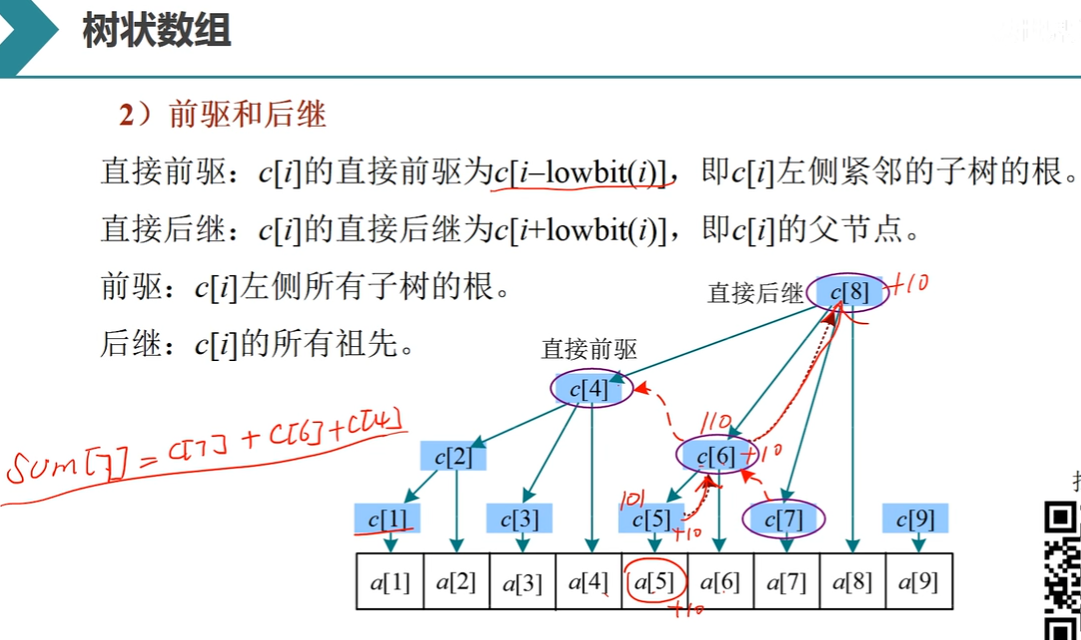 树状数组
2）前驱和后继
直接前驱：c[i]的直接前驱为c[i–lowbit(i)]，即c[i]左侧紧邻的子树的根。
直接后继：c[i]的直接后继为c[i+lowbit(i)]，即c[i]的父节点。
前驱：c[i]左侧所有子树的根。
后继：c[i]的所有祖先。
直接后继 c[8] +10
直接前驱
c[4]
110
c[2] c[6] +10
sum[7]=c[7]+c[6]+c[4]
101
c[1] c[3] c[5] c[7] c[9]
+10
a[1] a[2] a[3] a[4] a[5] a[6] a[7] a[8] a[9]
+10